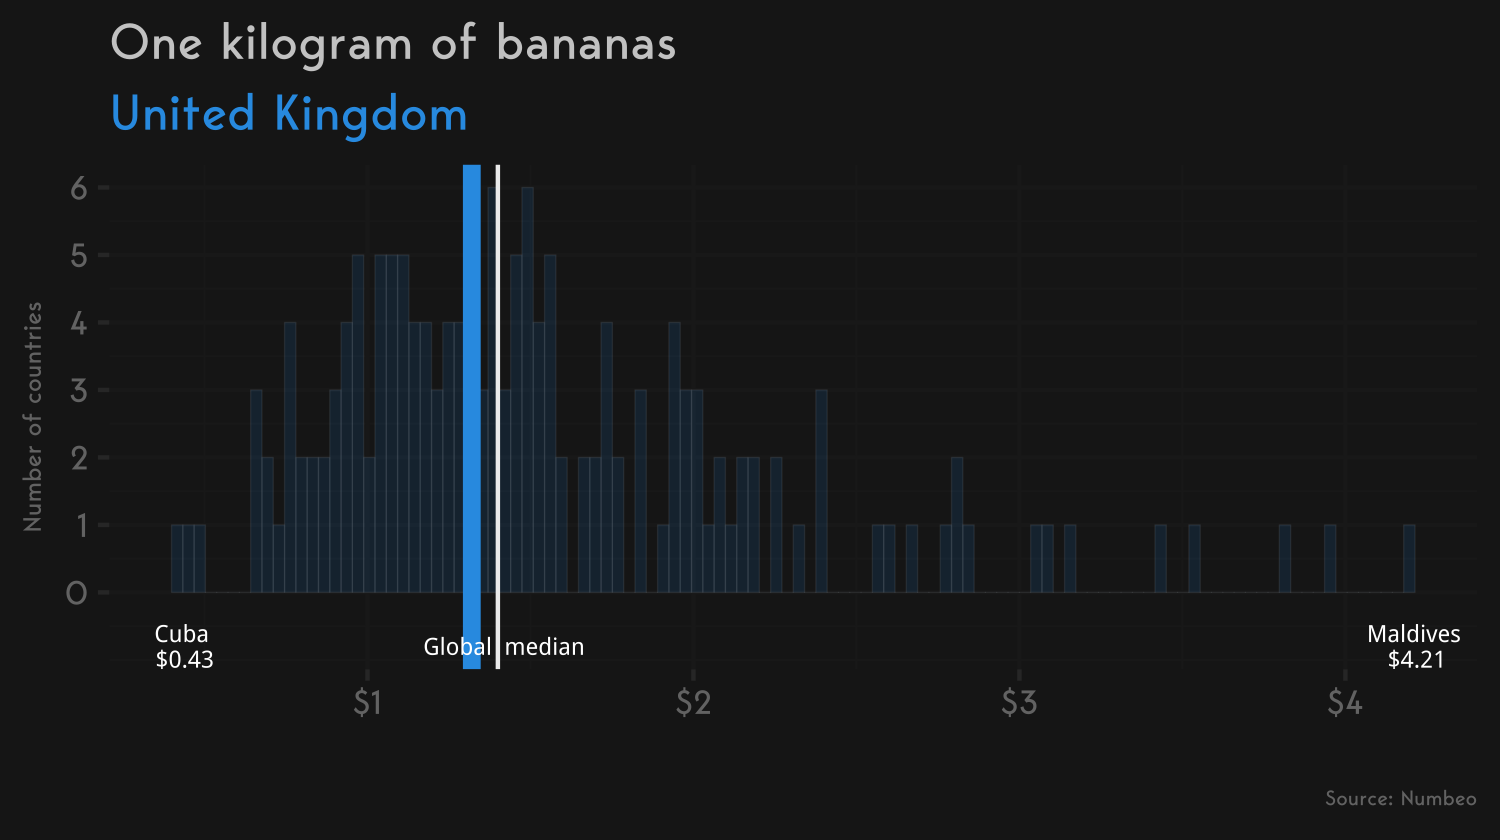 One kilogram of bananas
United Kingdom
Number of countries
6
5
4
3
2
1
0
Cuba
$0.43
Global median
Maldives
$4.21
$1
$2
$3
$4
Source: Numbeo